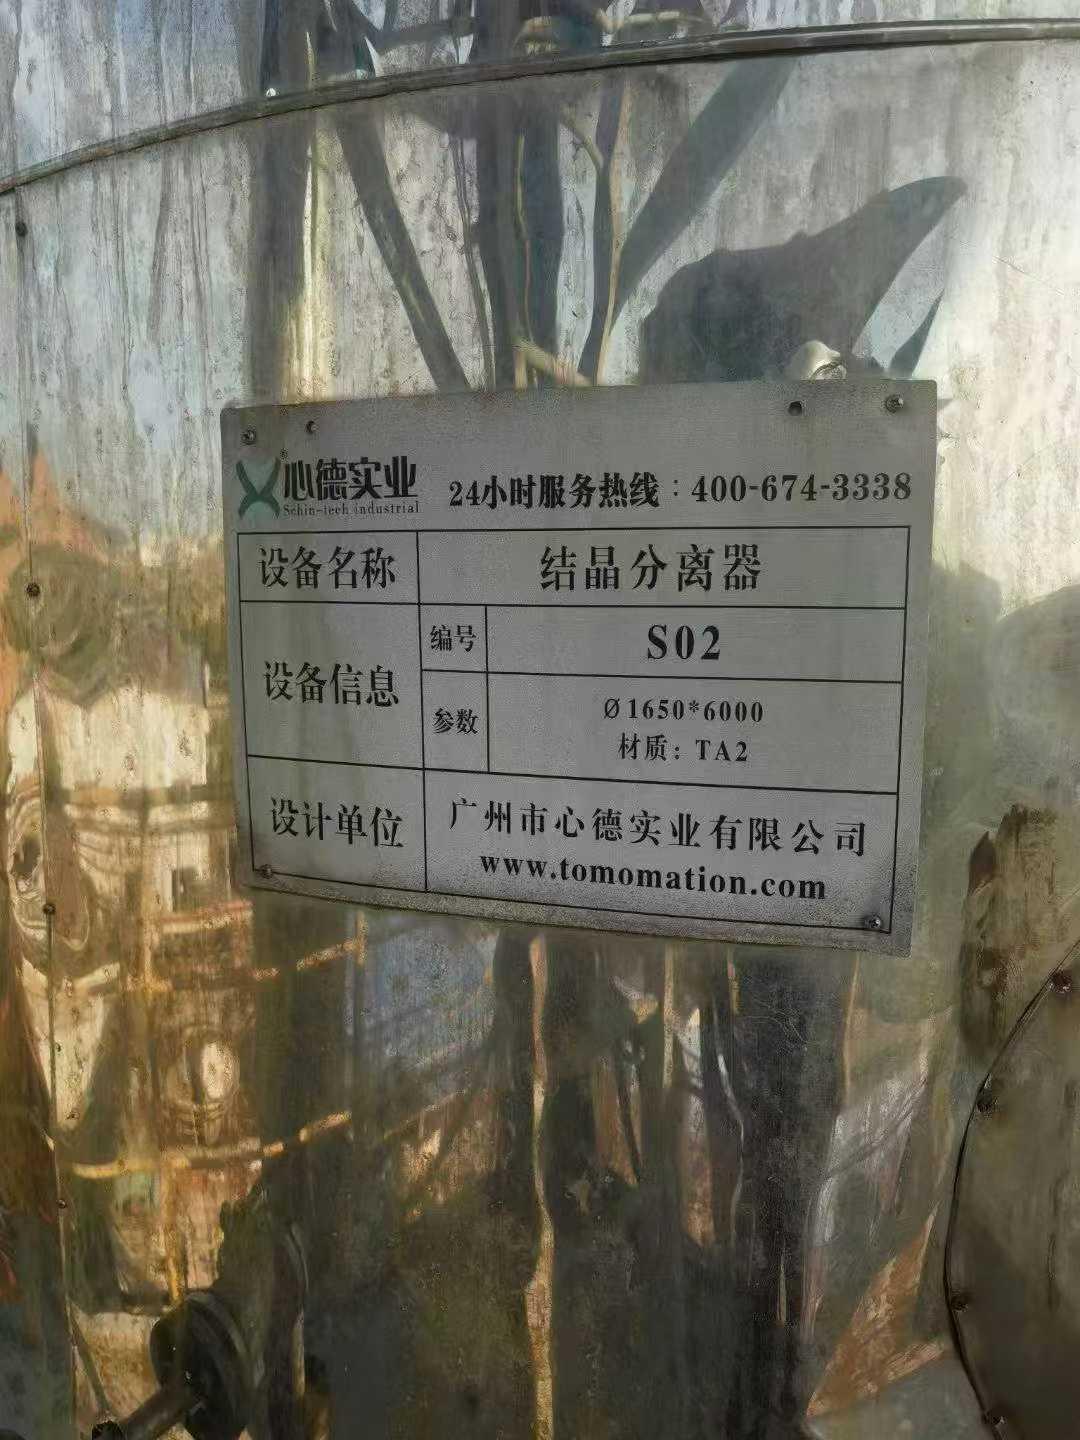 心德实业®
Schin-tech industrial
24小时服务热线：400-674-3338
设备名称
结晶分离器
设备信息
编号
S02
参数
Ø1650*6000
材质：TA2
设计单位
广州市心德实业有限公司
www.tomomation.com